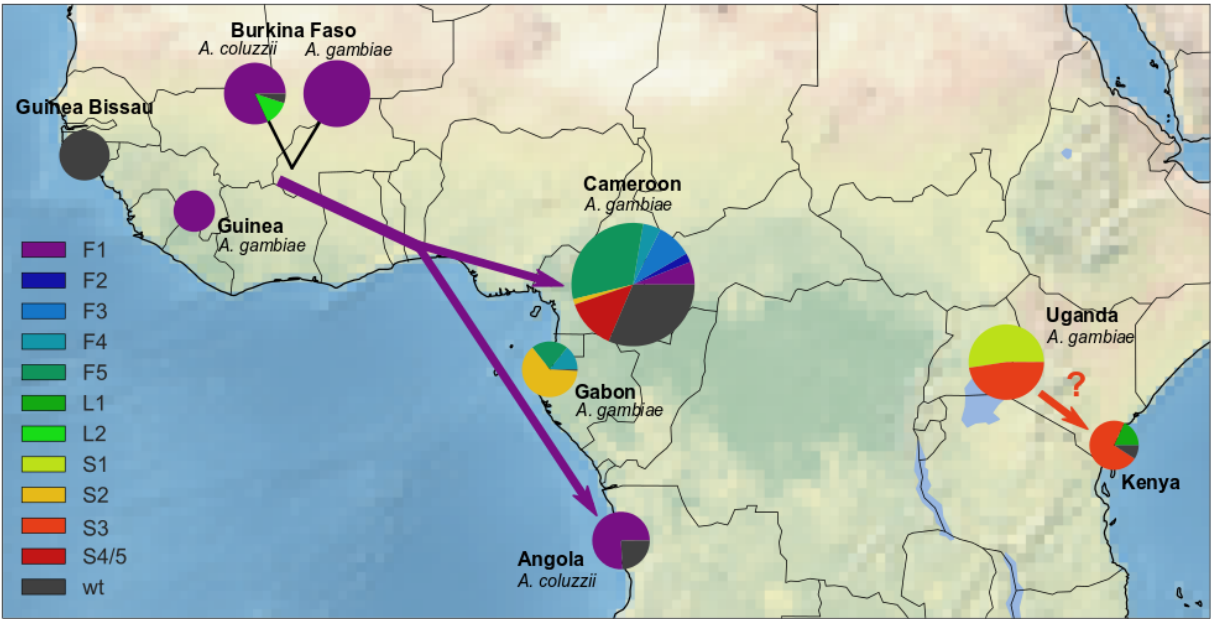 Burkina Faso
A. coluzzii
A. gambiae
Guinea Bissau
Cameroon
A. gambiae
Guinea
A. gambiae
F1
F2
F3
F4
F5
L1
L2
S1
S2
S3
S4/5
wt
Uganda
A. gambiae
?
Gabon
A. gambiae
Kenya
Angola
A. coluzzii